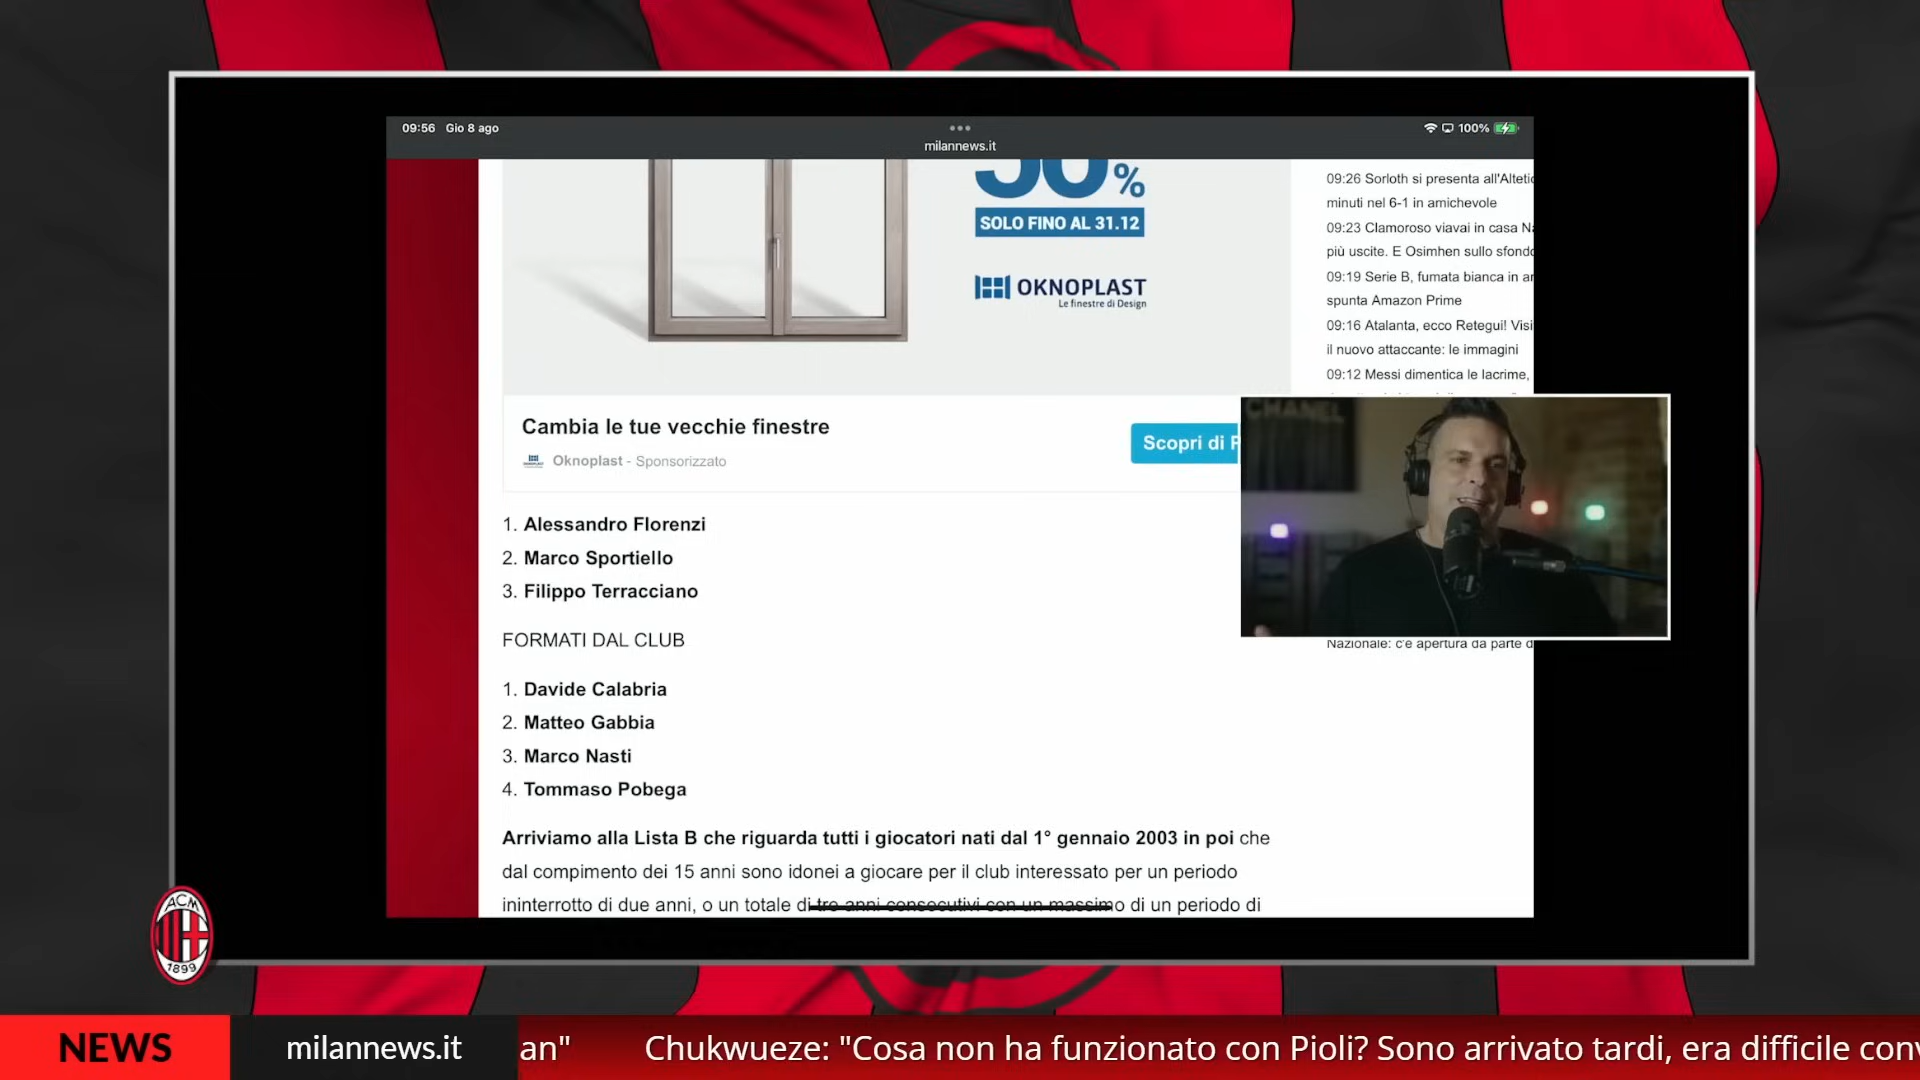 09:56 Gio 8 ago
milannews.it
100%
%
SOLO FINO AL 31.12
OKNOPLAST
Le finestre di Design
Cambia le tue vecchie finestre
Oknoplast - Sponsorizzato
Scopri di
1. Alessandro Florenzi
2. Marco Sportiello
3. Filippo Terracciano
FORMATI DAL CLUB
1. Davide Calabria
2. Matteo Gabbia
3. Marco Nasti
4. Tommaso Pobega
Arriviamo alla Lista B che riguarda tutti i giocatori nati dal 1° gennaio 2003 in poi che
dal compimento dei 15 anni sono idonei a giocare per il club interessato per un periodo
ininterrotto di due anni, o un totale di tre anni consecutivi con un massimo di un periodo di
09:26 Sorloth si presenta all'Altetic
minuti nel 6-1 in amichevole
09:23 Clamoroso viavai in casa Na
più uscite. E Osimhen sullo sfondo
09:19 Serie B, fumata bianca in ar
spunta Amazon Prime
09:16 Atalanta, ecco Retegui! Visi
il nuovo attaccante: le immagini
09:12 Messi dimentica le lacrime,
CHANEL
Nazionale: c'è apertura da parte d
ACM
1899
NEWS
milannews.it
an" Chukwueze: "Cosa non ha funzionato con Pioli? Sono arrivato tardi, era difficile conv